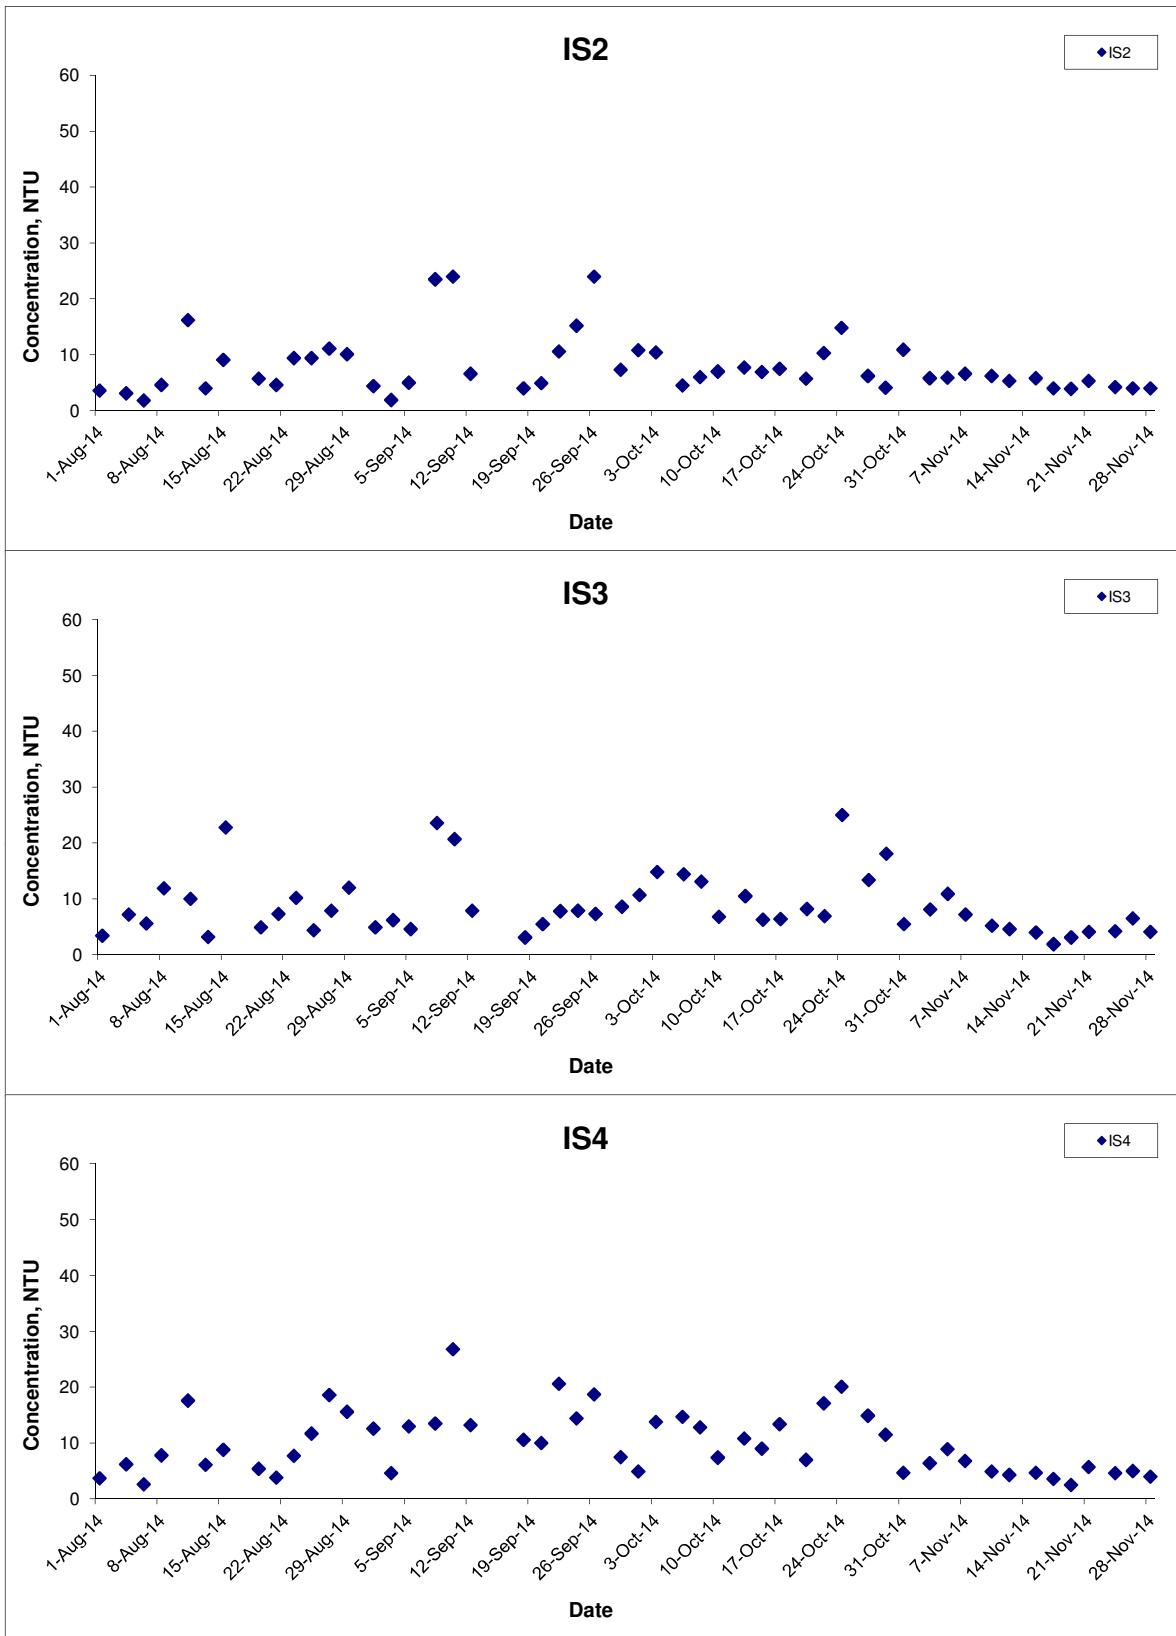 IS2
IS2
60
50
40
30
20
10
0
Concentration, NTU
1-Aug-14
8-Aug-14
15-Aug-14
22-Aug-14
29-Aug-14
5-Sep-14
12-Sep-14
19-Sep-14
26-Sep-14
3-Oct-14
10-Oct-14
17-Oct-14
24-Oct-14
31-Oct-14
7-Nov-14
14-Nov-14
21-Nov-14
28-Nov-14
Date
IS3
IS3
60
50
40
30
20
10
0
Concentration, NTU
1-Aug-14
8-Aug-14
15-Aug-14
22-Aug-14
29-Aug-14
5-Sep-14
12-Sep-14
19-Sep-14
26-Sep-14
3-Oct-14
10-Oct-14
17-Oct-14
24-Oct-14
31-Oct-14
7-Nov-14
14-Nov-14
21-Nov-14
28-Nov-14
Date
IS4
IS4
60
50
40
30
20
10
0
Concentration, NTU
1-Aug-14
8-Aug-14
15-Aug-14
22-Aug-14
29-Aug-14
5-Sep-14
12-Sep-14
19-Sep-14
26-Sep-14
3-Oct-14
10-Oct-14
17-Oct-14
24-Oct-14
31-Oct-14
7-Nov-14
14-Nov-14
21-Nov-14
28-Nov-14
Date